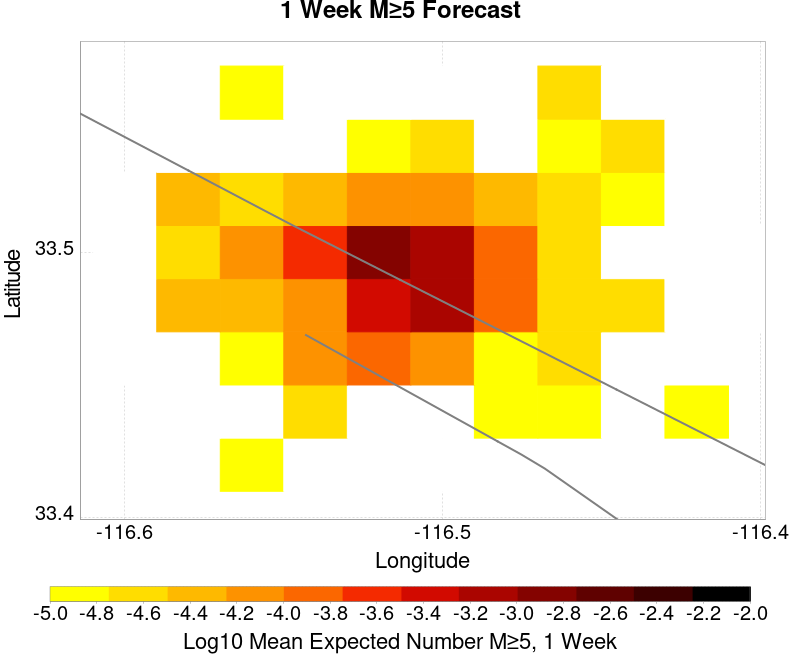 1 Week M≥5 Forecast
Latitude
33.5
33.4
-116.6 -116.5 -116.4
Longitude
-5.0 -4.8 -4.6 -4.4 -4.2 -4.0 -3.8 -3.6 -3.4 -3.2 -3.0 -2.8 -2.6 -2.4 -2.2 -2.0
Log10 Mean Expected Number M≥5, 1 Week